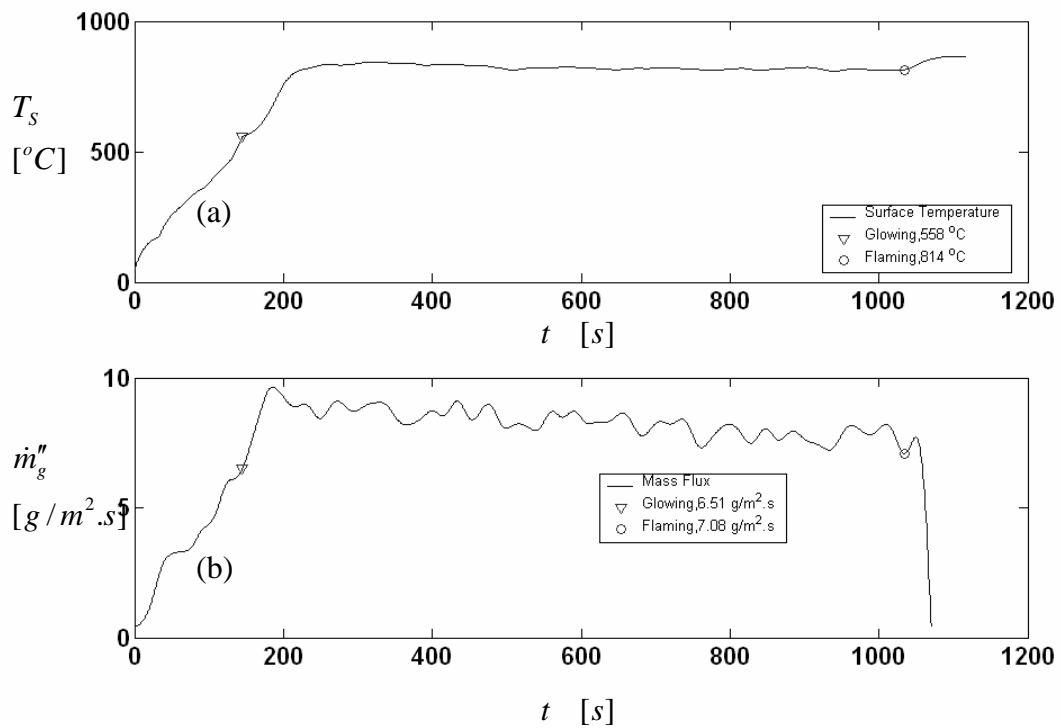 1000
T_S
[°C]
500
(a)
Surface Temperature
Glowing,558 °C
Flaming,814 °C
0
0 200 400 600 800 1000 1200
t [s]
10
ṁ″_g
[g/m².s]
5
Mass Flux
Glowing,6.51 g/m².s
Flaming,7.08 g/m².s
(b)
0
0 200 400 600 800 1000 1200
t [s]